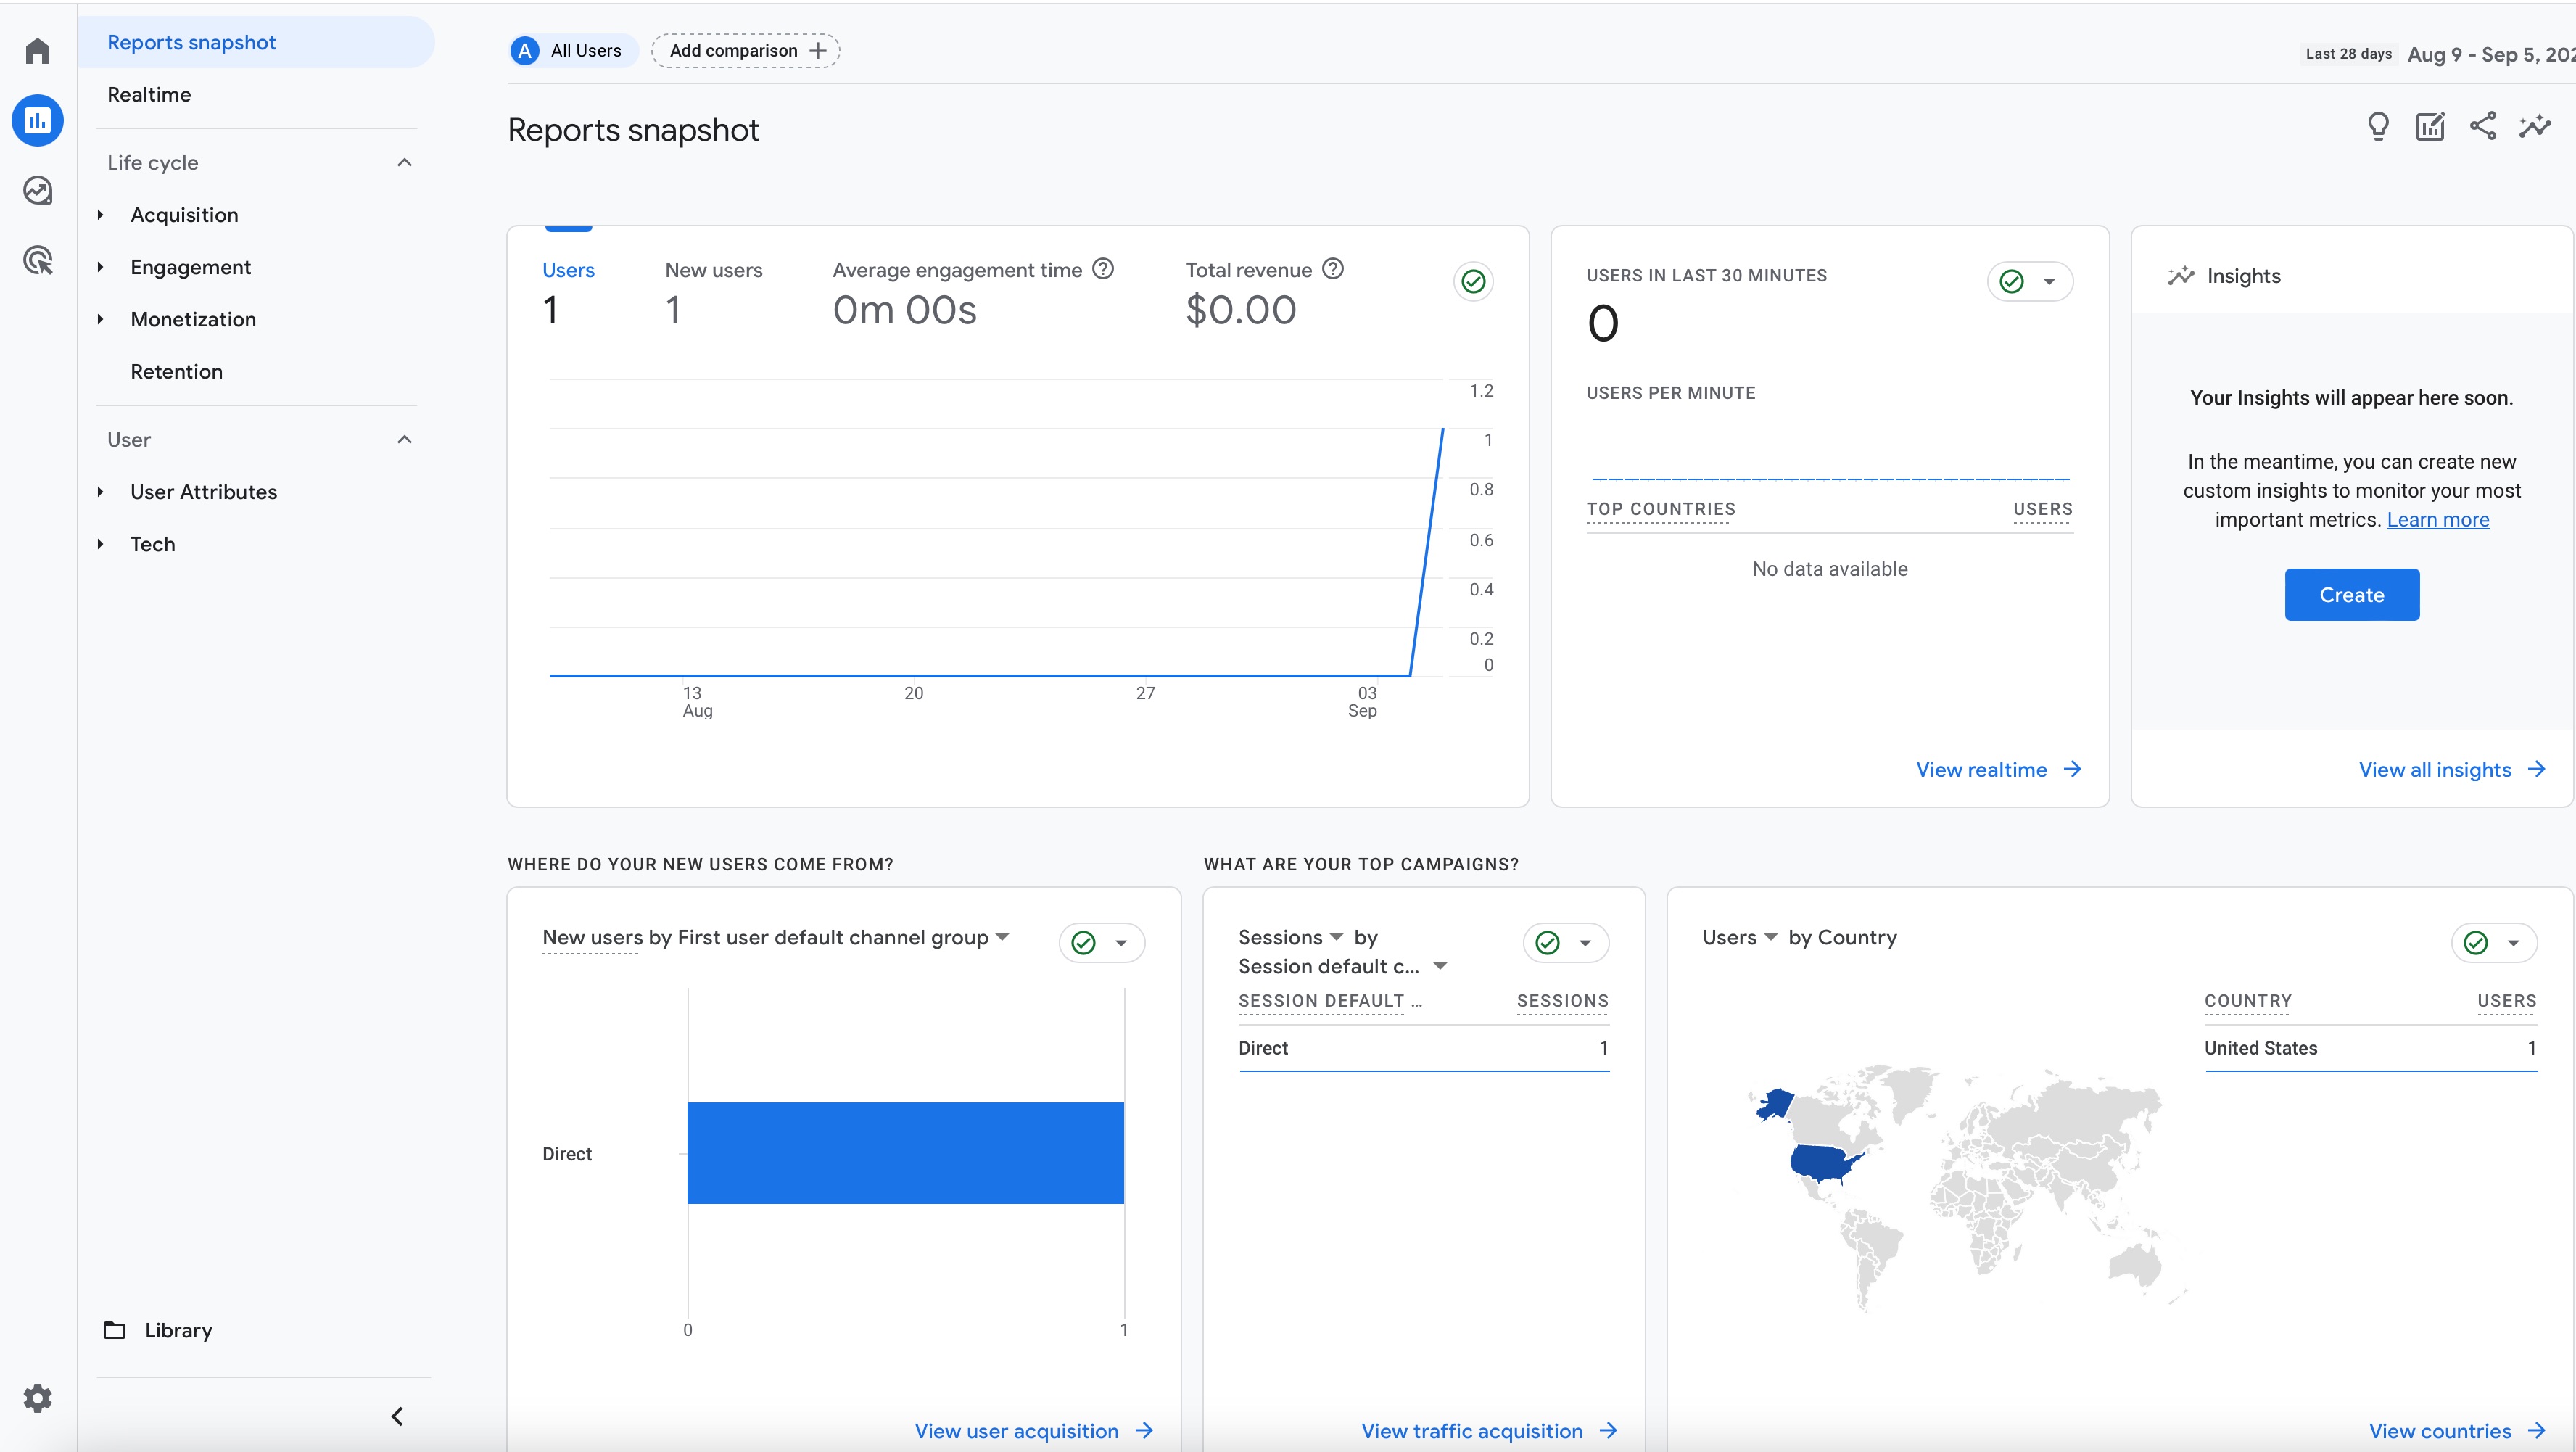 Reports snapshot
Realtime
Life cycle
Acquisition
Engagement
Monetization
Retention
User
User Attributes
Tech
Library
A All Users
Add comparison
Last 28 days Aug 9 - Sep 5, 202
Reports snapshot
Users
1
New users
1
Average engagement time
0m 00s
Total revenue
$0.00
1.2
1
0.8
0.6
0.4
0.2
0
13
Aug
20
27
03
Sep
USERS IN LAST 30 MINUTES
0
USERS PER MINUTE
TOP COUNTRIES USERS
No data available
View realtime
Insights
Your Insights will appear here soon.
In the meantime, you can create new
custom insights to monitor your most
important metrics. Learn more
Create
View all insights
WHERE DO YOUR NEW USERS COME FROM?
New users by First user default channel group
Direct
0 1
View user acquisition
WHAT ARE YOUR TOP CAMPAIGNS?
Sessions by
Session default c...
SESSION DEFAULT ... SESSIONS
Direct 1
View traffic acquisition
Users by Country
COUNTRY USERS
United States 1
View countries